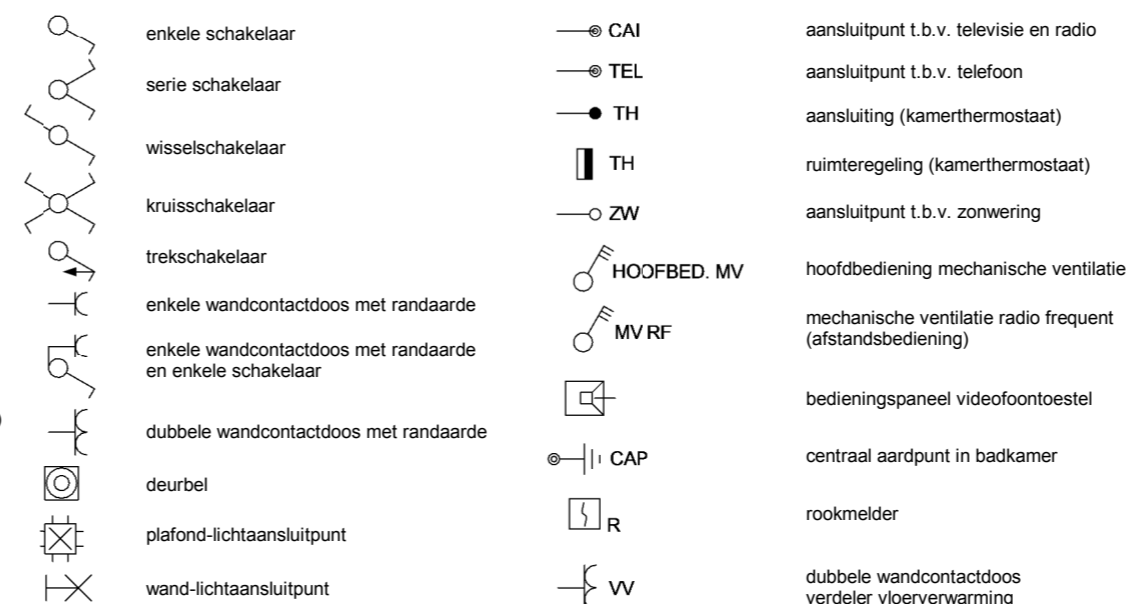 enkele schakelaar
serie schakelaar
wisselschakelaar
kruisschakelaar
trekschakelaar
enkele wandcontactdoos met randaarde
enkele wandcontactdoos met randaarde
en enkele schakelaar
dubbele wandcontactdoos met randaarde
deurbel
plafond-lichtaansluitpunt
wand-lichtaansluitpunt
CAI aansluitpunt t.b.v. televisie en radio
TEL aansluitpunt t.b.v. telefoon
TH aansluiting (kamerthermostaat)
TH ruimteregeling (kamerthermostaat)
ZW aansluitpunt t.b.v. zonwering
HOOFBED. MV hoofdbediening mechanische ventilatie
MV RF mechanische ventilatie radio frequent
(afstandsbediening)
bedieningspaneel videofoontoestel
CAP centraal aardpunt in badkamer
R rookmelder
VV dubbele wandcontactdoos
verdeler vloerverwarming